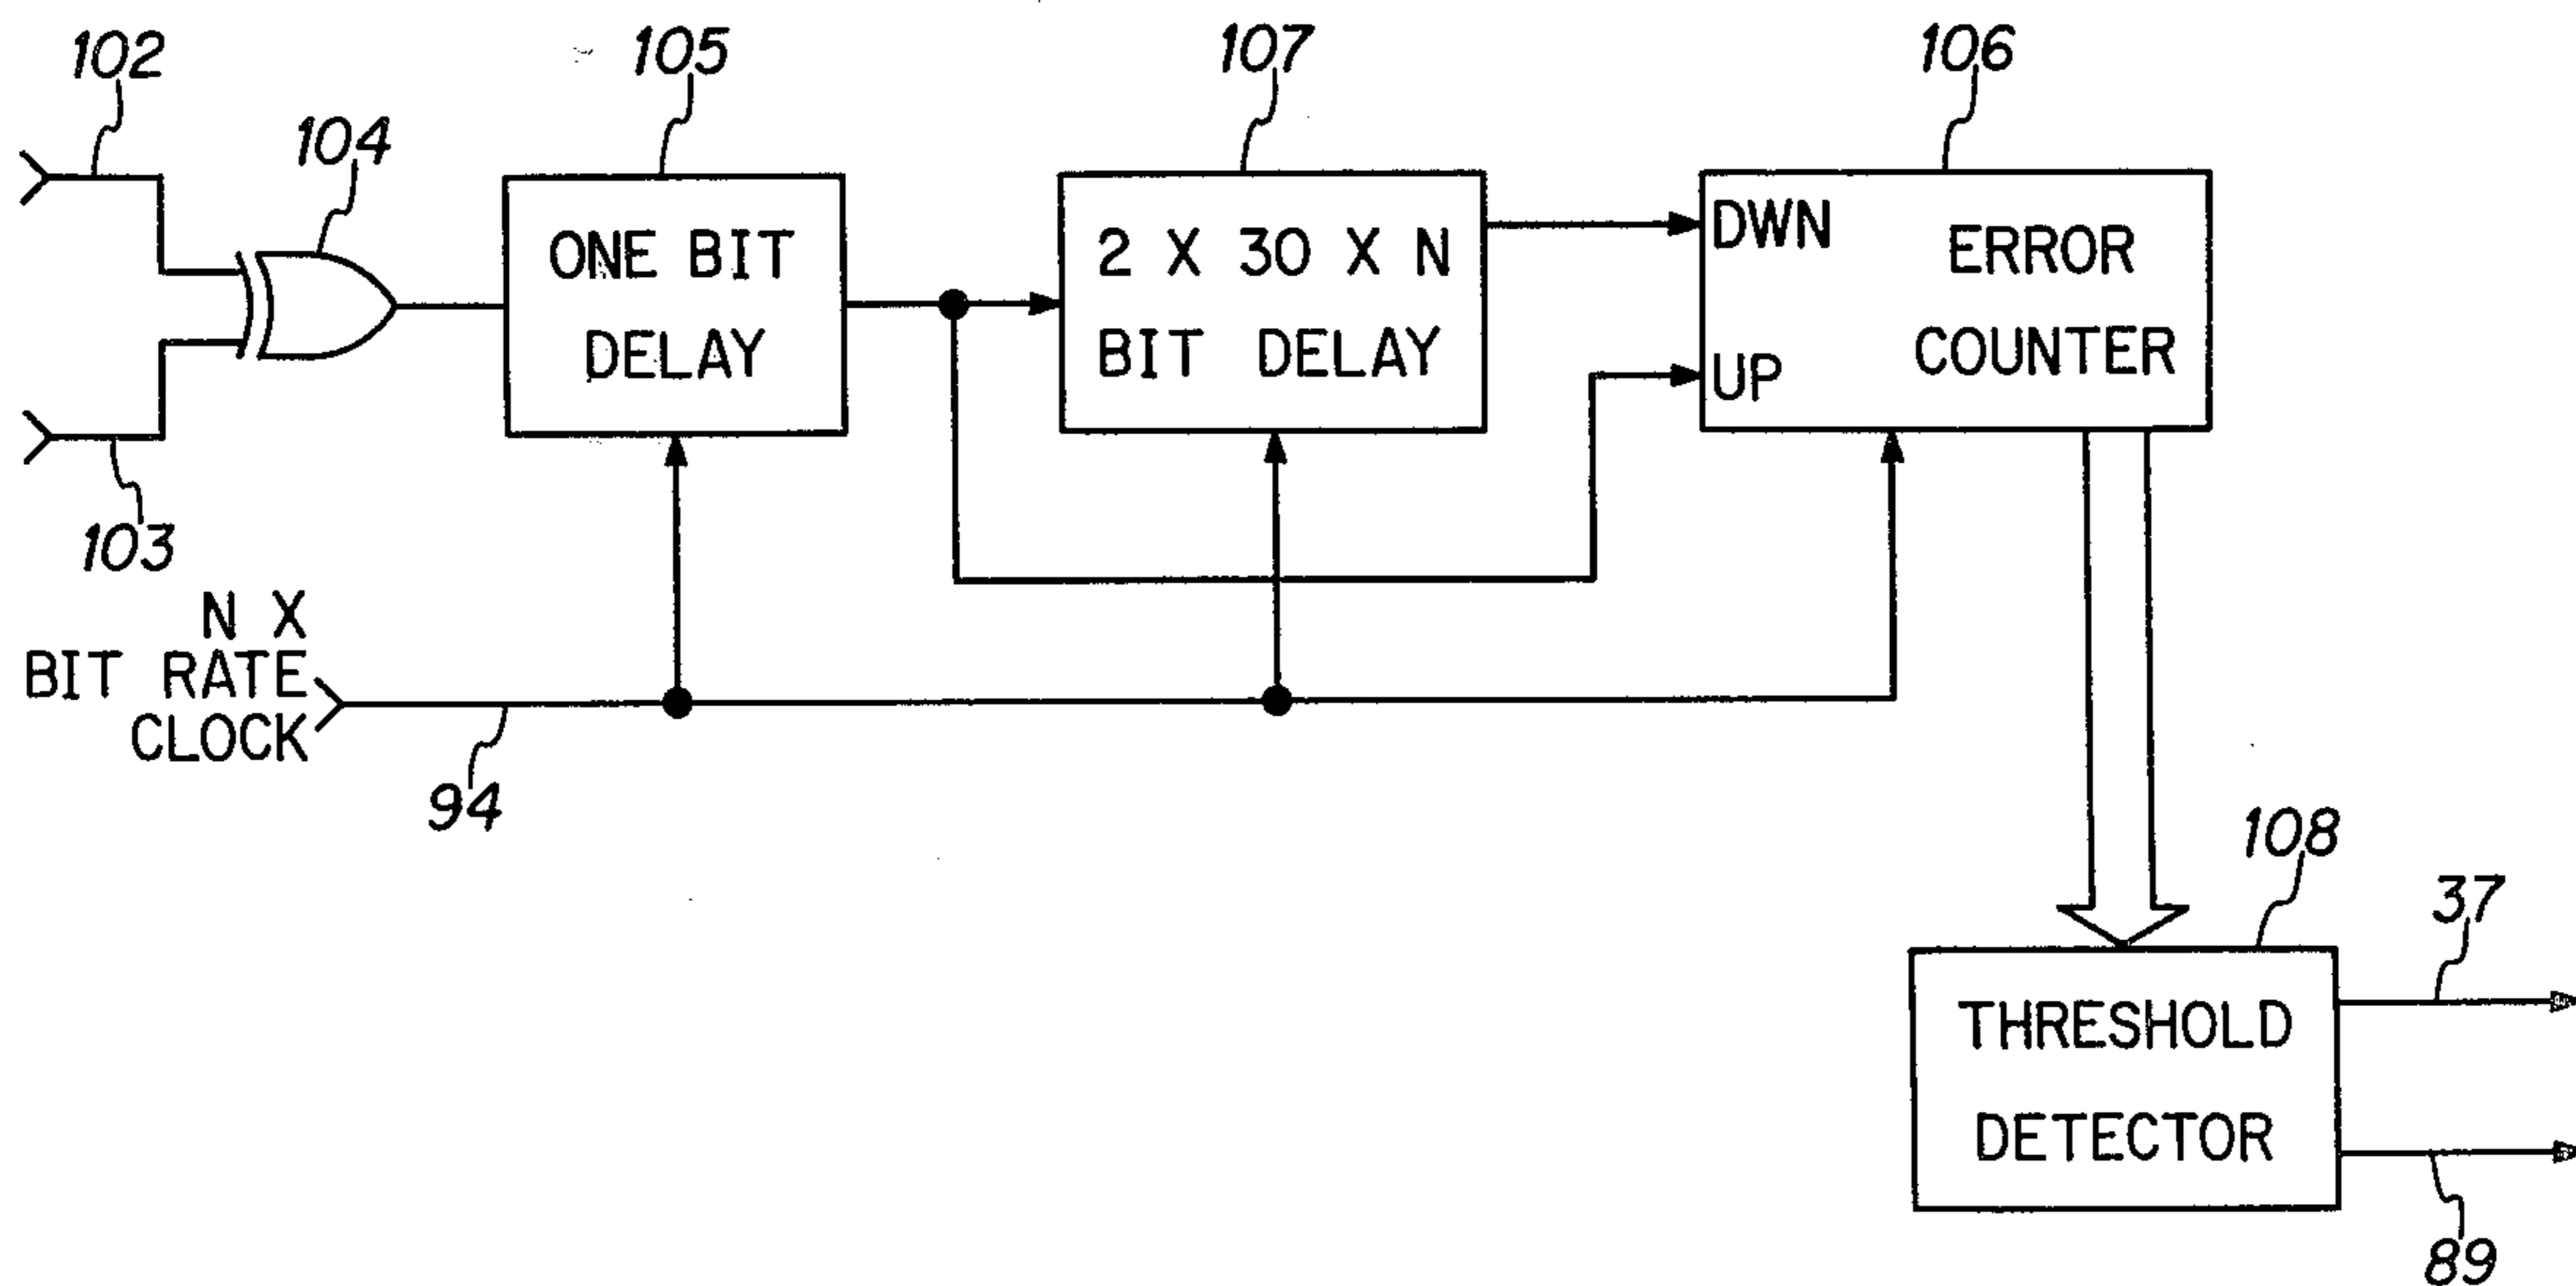 102
105
107
106
104
ONE BIT
DELAY
2 X 30 X N
BIT DELAY
DWN
UP
ERROR
COUNTER
103
N X
BIT RATE
CLOCK
94
108
37
THRESHOLD
DETECTOR
89